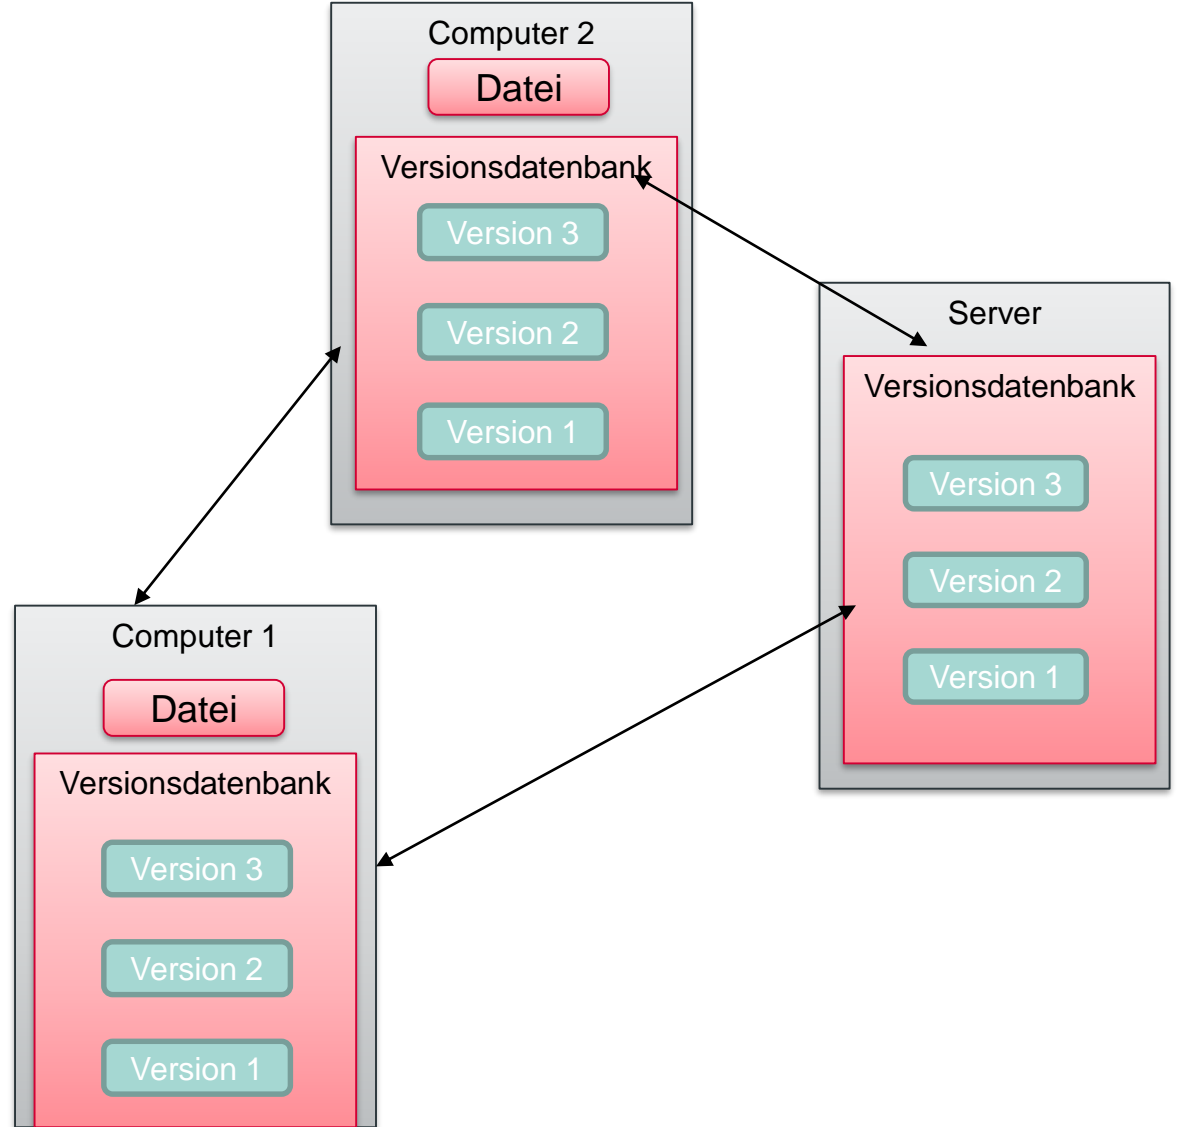 Computer 2
Datei
Versionsdatenbank
Version 3
Version 2
Version 1
Server
Versionsdatenbank
Version 3
Version 2
Version 1
Computer 1
Datei
Versionsdatenbank
Version 3
Version 2
Version 1